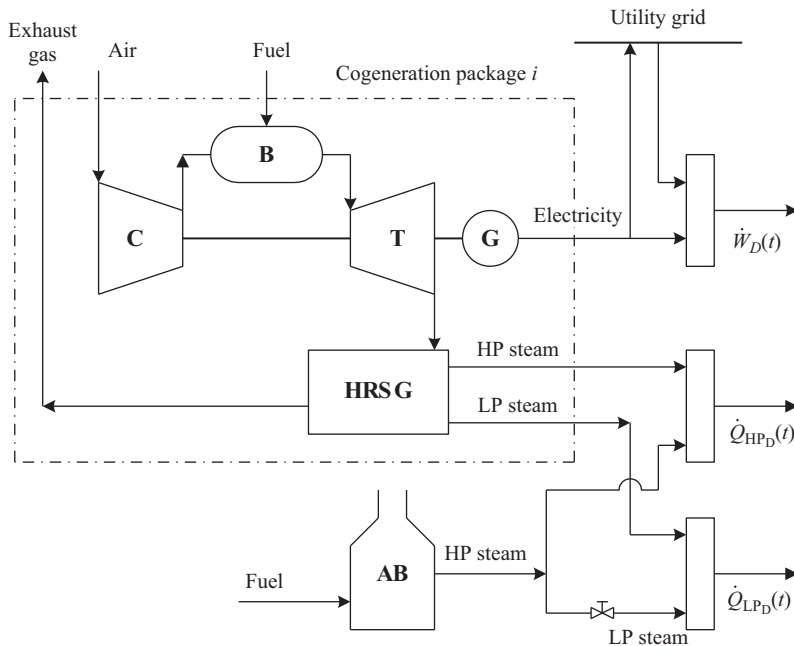 Utility grid
Exhaust
gas
Air
Fuel
Cogeneration package i
B
C
T
G
Electricity
Ẇ_D(t)
HP steam
HRSG
LP steam
Q̇_HP_D(t)
AB
HP steam
Fuel
Q̇_LP_D(t)
LP steam